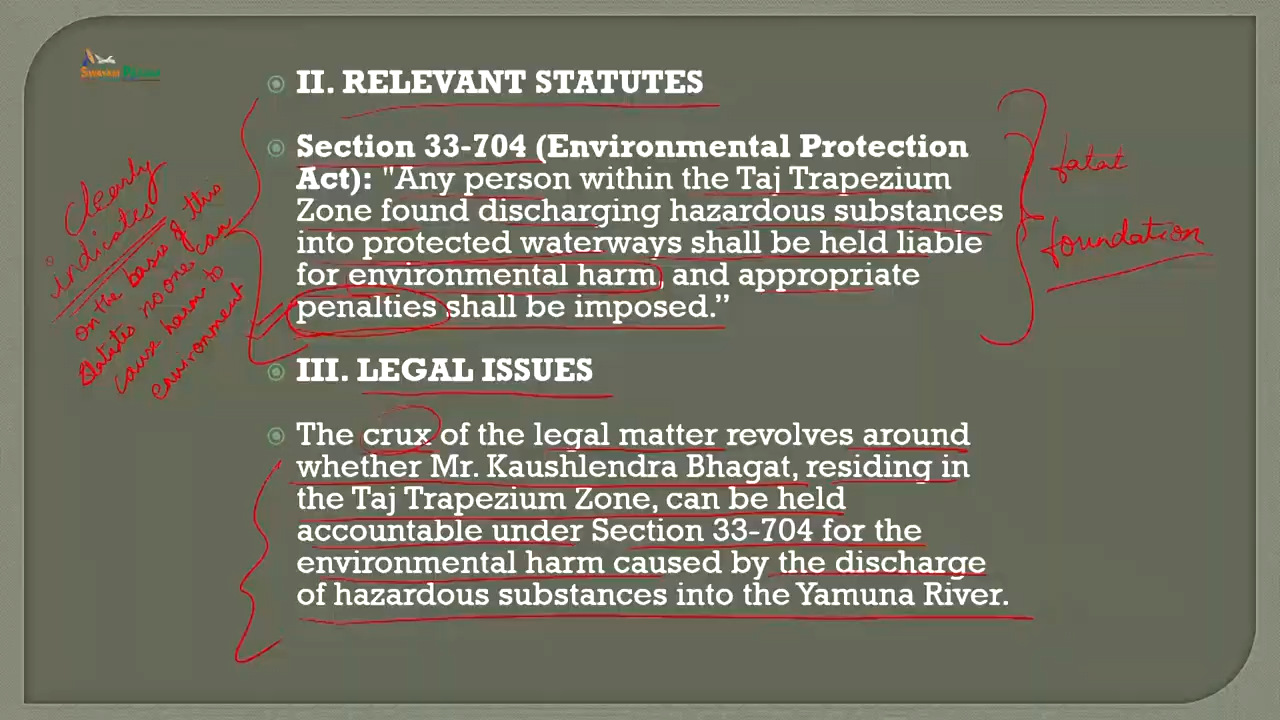 SWAYAM PRABHA
II. RELEVANT STATUTES
Section 33-704 (Environmental Protection
Act): "Any person within the Taj Trapezium
Zone found discharging hazardous substances
into protected waterways shall be held liable
for environmental harm, and appropriate
penalties shall be imposed.”
III. LEGAL ISSUES
The crux of the legal matter revolves around
whether Mr. Kaushlendra Bhagat, residing in
the Taj Trapezium Zone, can be held
accountable under Section 33-704 for the
environmental harm caused by the discharge
of hazardous substances into the Yamuna River.
clearly
indicates
on the basis of this
no one can
cause harm to
environment
foundation